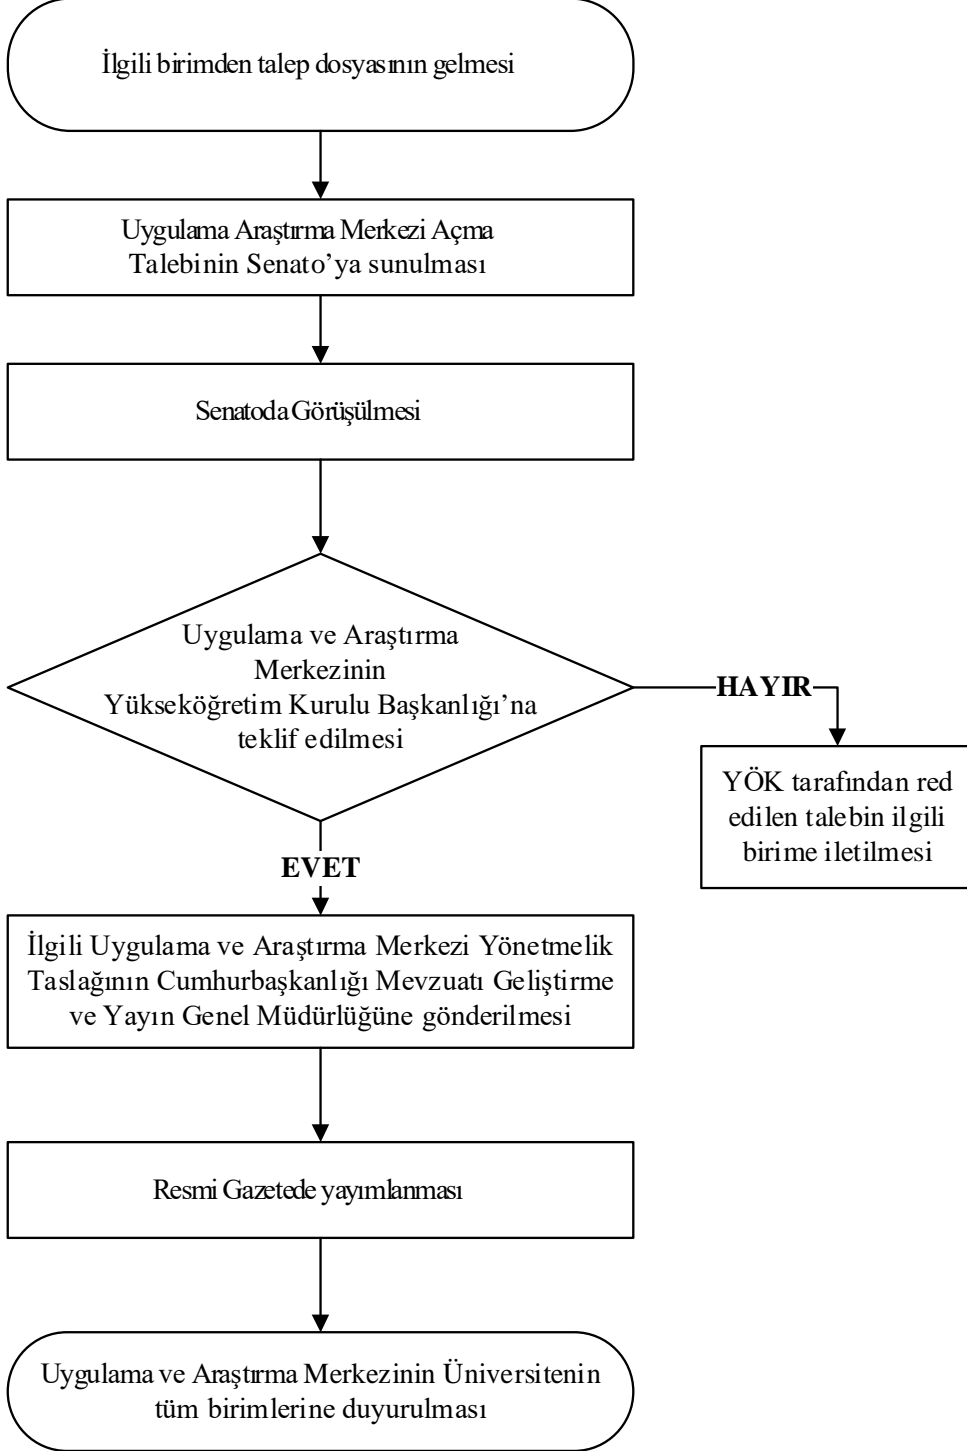 İlgili birimden talep dosyasının gelmesi
Uygulama Araştırma Merkezi Açma
Talebinin Senato’ya sunulması
Senatoda Görüşülmesi
Uygulama ve Araştırma
Merkezinin
Yükseköğretim Kurulu Başkanlığı’na
teklif edilmesi
HAYIR
YÖK tarafından red
edilen talebin ilgili
birime iletilmesi
EVET
İlgili Uygulama ve Araştırma Merkezi Yönetmelik
Taslağının Cumhurbaşkanlığı Mevzuatı Geliştirme
ve Yayın Genel Müdürlüğüne gönderilmesi
Resmi Gazetede yayımlanması
Uygulama ve Araştırma Merkezinin Üniversitenin
tüm birimlerine duyurulması